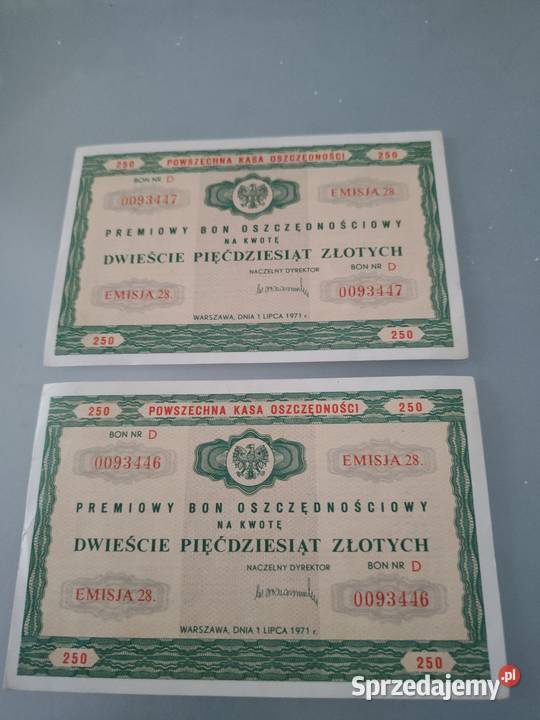 250 POWSZECHNA KASA OSZCZĘDNOŚCI 250
BON NR D
0093447 EMISJA 28.
PREMIOWY BON OSZCZĘDNOŚCIOWY
NA KWOTĘ
DWIEŚCIE PIĘĆDZIESIĄT ZŁOTYCH
NACZELNY DYREKTOR BON NR D
EMISJA 28. 0093447
WARSZAWA, DNIA 1 LIPCA 1971 r.
250 250
250 POWSZECHNA KASA OSZCZĘDNOŚCI 250
BON NR D
0093446 EMISJA 28.
PREMIOWY BON OSZCZĘDNOŚCIOWY
NA KWOTĘ
DWIEŚCIE PIĘĆDZIESIĄT ZŁOTYCH
NACZELNY DYREKTOR BON NR D
EMISJA 28. 0093446
WARSZAWA, DNIA 1 LIPCA 1971 r.
250 250
Sprzedajemy.pl